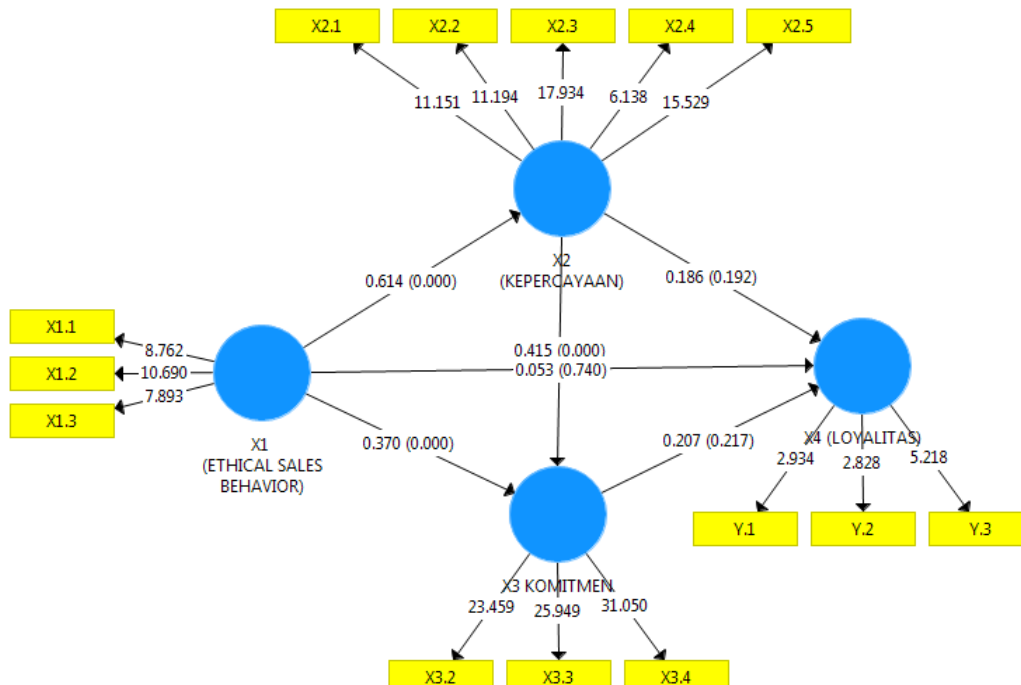 X2.1
X2.2
X2.3
X2.4
X2.5
11.151
11.194
17.934
6.138
15.529
X2
(KEPERCAYAAN)
0.614 (0.000)
0.186 (0.192)
X1.1
X1.2
X1.3
8.762
10.690
7.893
0.415 (0.000)
0.053 (0.740)
X1
(ETHICAL SALES
BEHAVIOR)
0.370 (0.000)
0.207 (0.217)
X4 (LOYALITAS)
2.934
2.828
5.218
Y.1
Y.2
Y.3
X3 KOMITMEN
23.459
25.949
31.050
X3.2
X3.3
X3.4